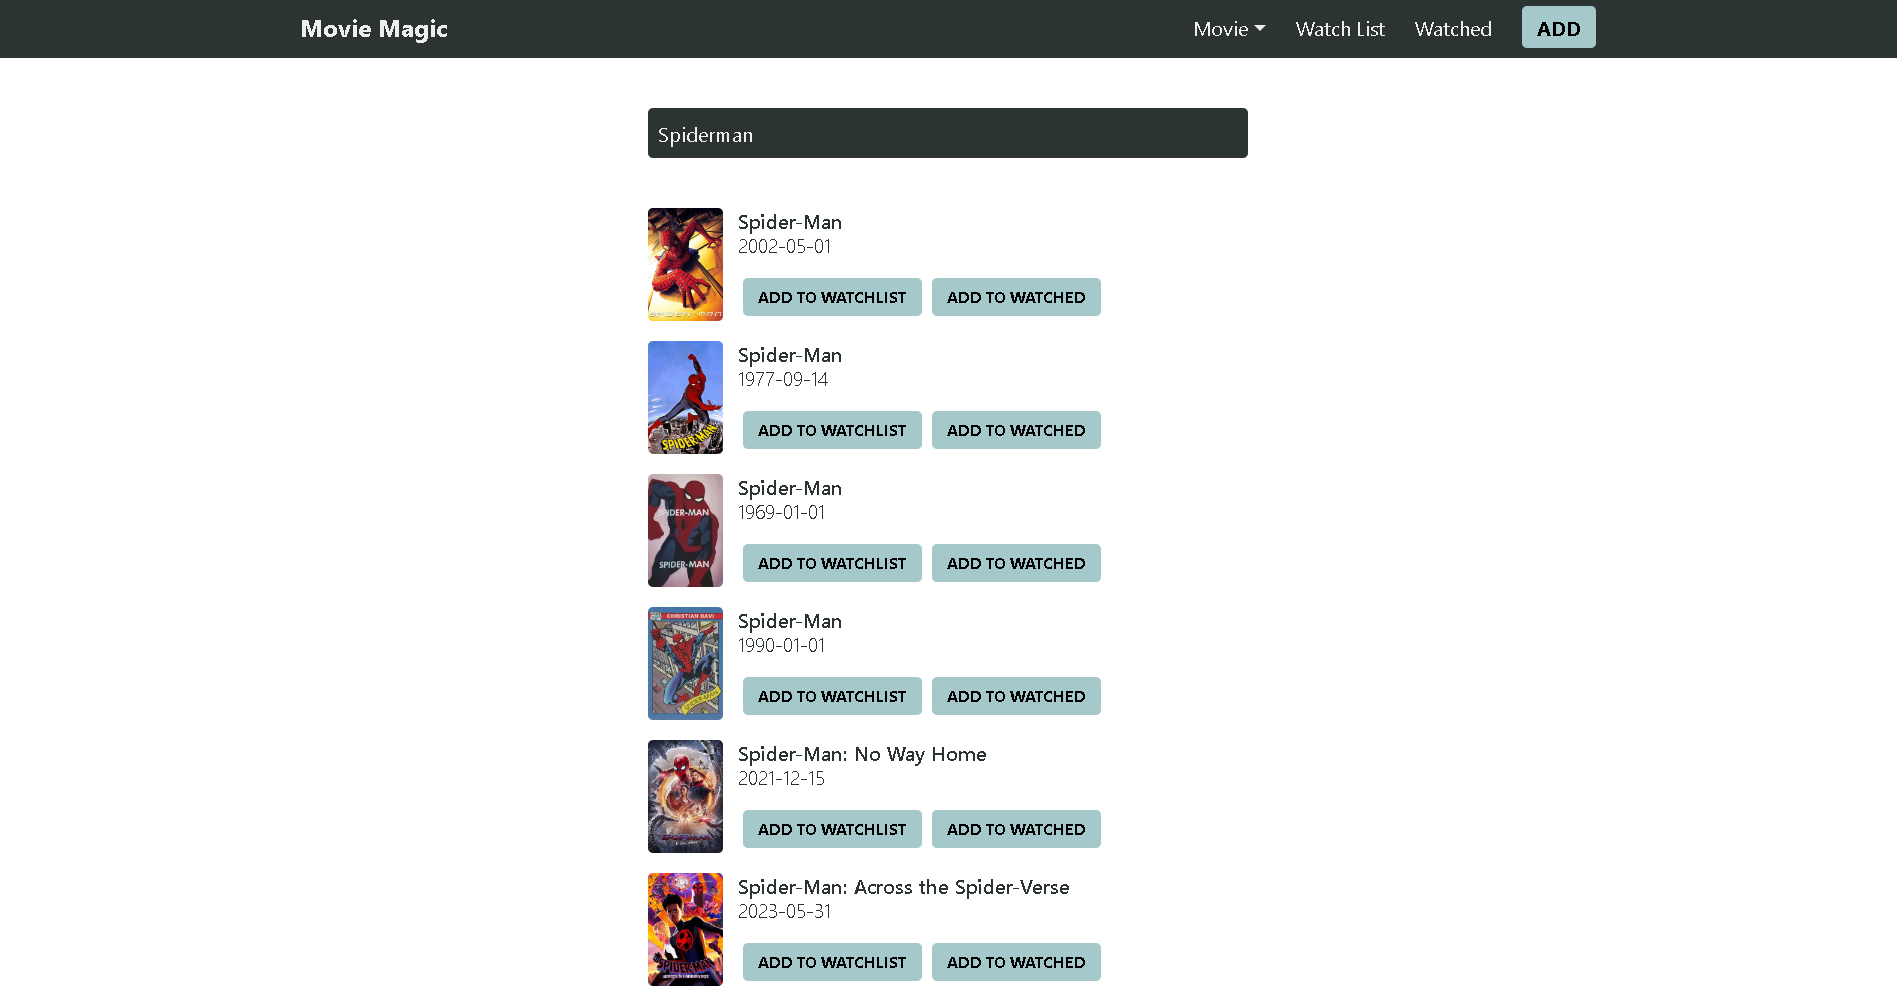 Movie Magic
Movie
Watch List
Watched
ADD
Spiderman
SPIDER-MAN
Spider-Man
2002-05-01
ADD TO WATCHLIST
ADD TO WATCHED
SPIDER-MAN
Spider-Man
1977-09-14
ADD TO WATCHLIST
ADD TO WATCHED
SPIDER-MAN
SPIDER-MAN
Spider-Man
1969-01-01
ADD TO WATCHLIST
ADD TO WATCHED
CHRISTIAN DAVI
SPIDER-MAN
Spider-Man
1990-01-01
ADD TO WATCHLIST
ADD TO WATCHED
Spider-Man: No Way Home
2021-12-15
ADD TO WATCHLIST
ADD TO WATCHED
SPIDER-MAN
Spider-Man: Across the Spider-Verse
2023-05-31
ADD TO WATCHLIST
ADD TO WATCHED